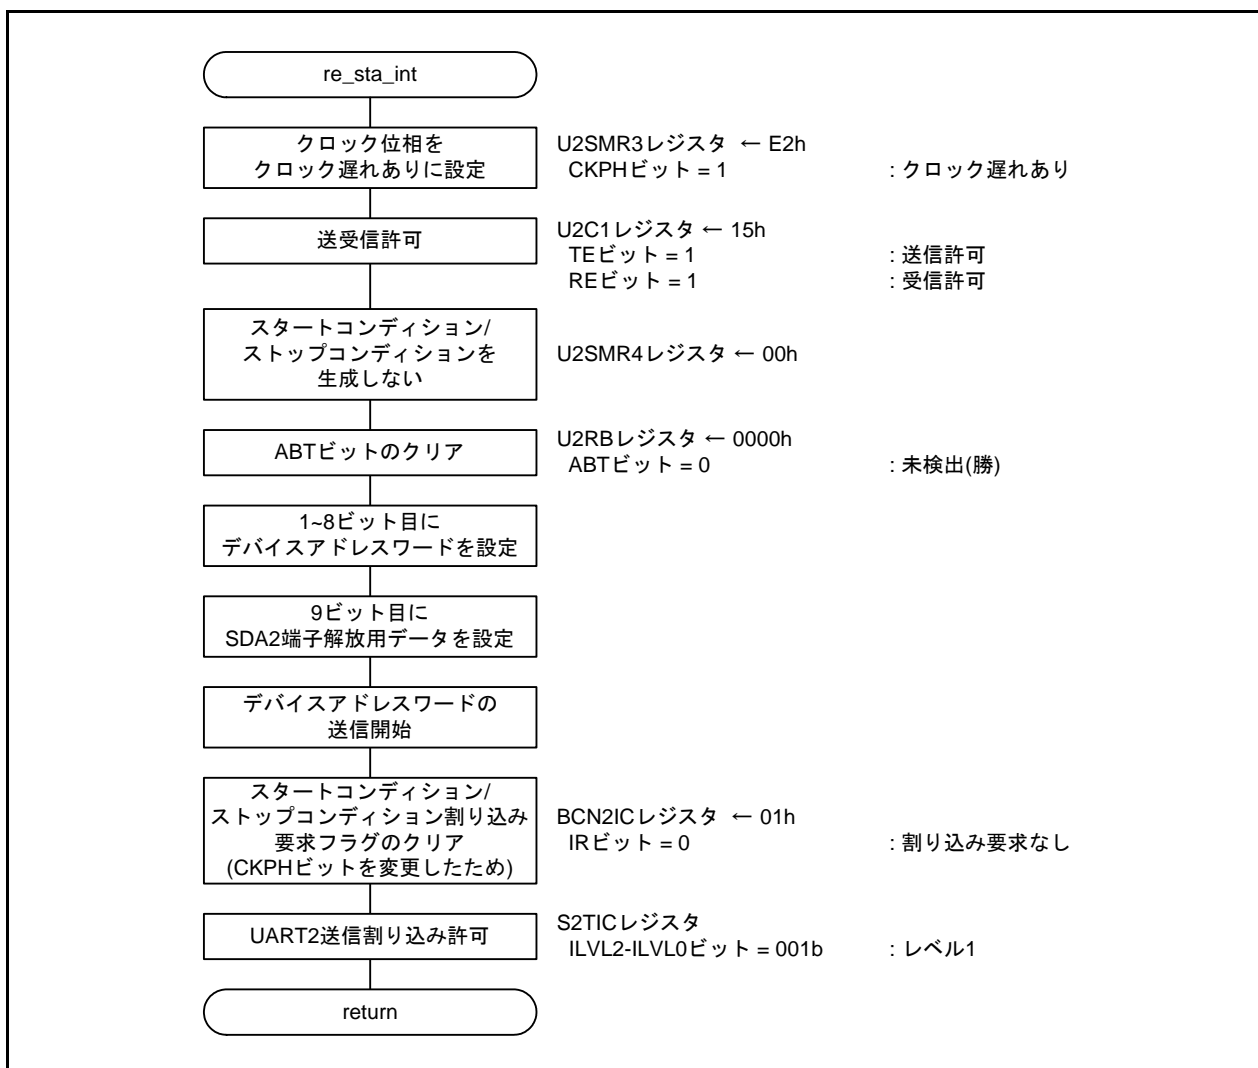 re_sta_int
クロック位相を
クロック遅れありに設定
U2SMR3レジスタ ← E2h
CKPHビット = 1 : クロック遅れあり
送受信許可
U2C1レジスタ ← 15h
TEビット = 1 : 送信許可
REビット = 1 : 受信許可
スタートコンディション/
ストップコンディションを
生成しない
U2SMR4レジスタ ← 00h
ABTビットのクリア
U2RBレジスタ ← 0000h
ABTビット = 0 : 未検出(勝)
1~8ビット目に
デバイスアドレスワードを設定
9ビット目に
SDA2端子解放用データを設定
デバイスアドレスワードの
送信開始
スタートコンディション/
ストップコンディション割り込み
要求フラグのクリア
(CKPHビットを変更したため)
BCN2ICレジスタ ← 01h
IRビット = 0 : 割り込み要求なし
UART2送信割り込み許可
S2TICレジスタ
ILVL2-ILVL0ビット = 001b : レベル1
return